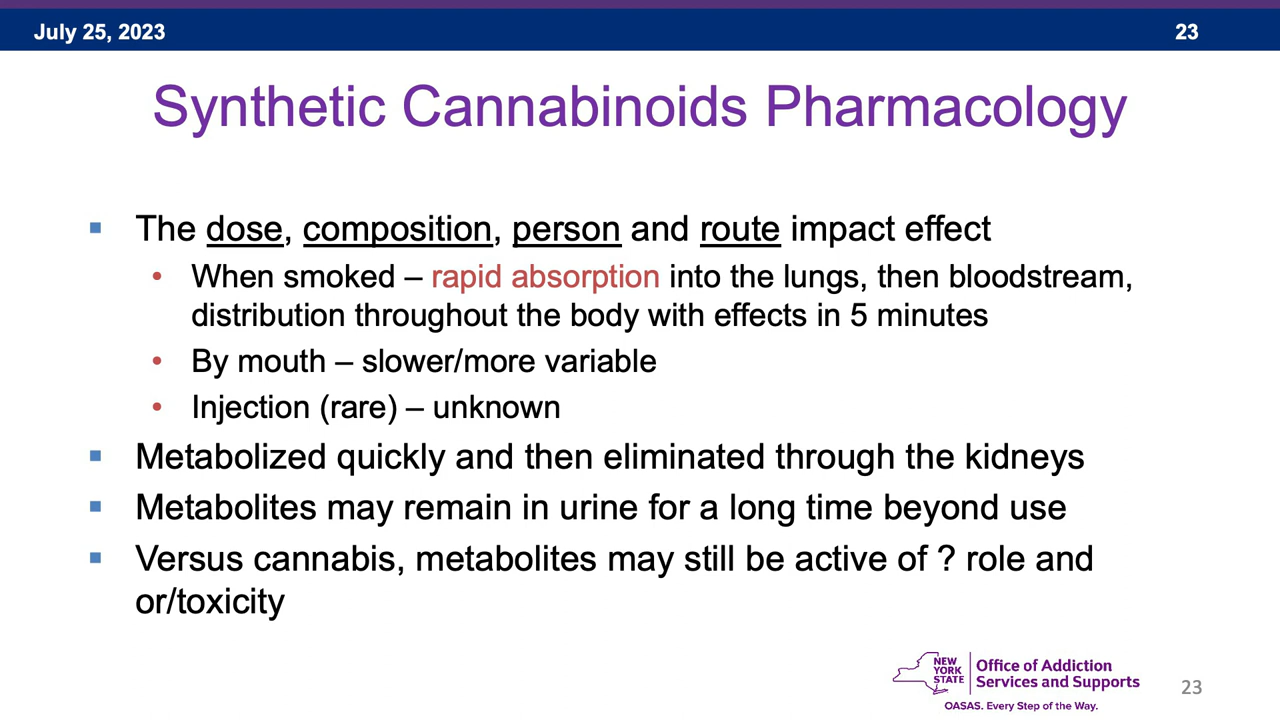 July 25, 2023
23
Synthetic Cannabinoids Pharmacology
▪ The dose, composition, person and route impact effect
• When smoked – rapid absorption into the lungs, then bloodstream,
distribution throughout the body with effects in 5 minutes
• By mouth – slower/more variable
• Injection (rare) – unknown
▪ Metabolized quickly and then eliminated through the kidneys
▪ Metabolites may remain in urine for a long time beyond use
▪ Versus cannabis, metabolites may still be active of ? role and
or/toxicity
NEW
YORK
STATE
Office of Addiction
Services and Supports
OASAS. Every Step of the Way.
23